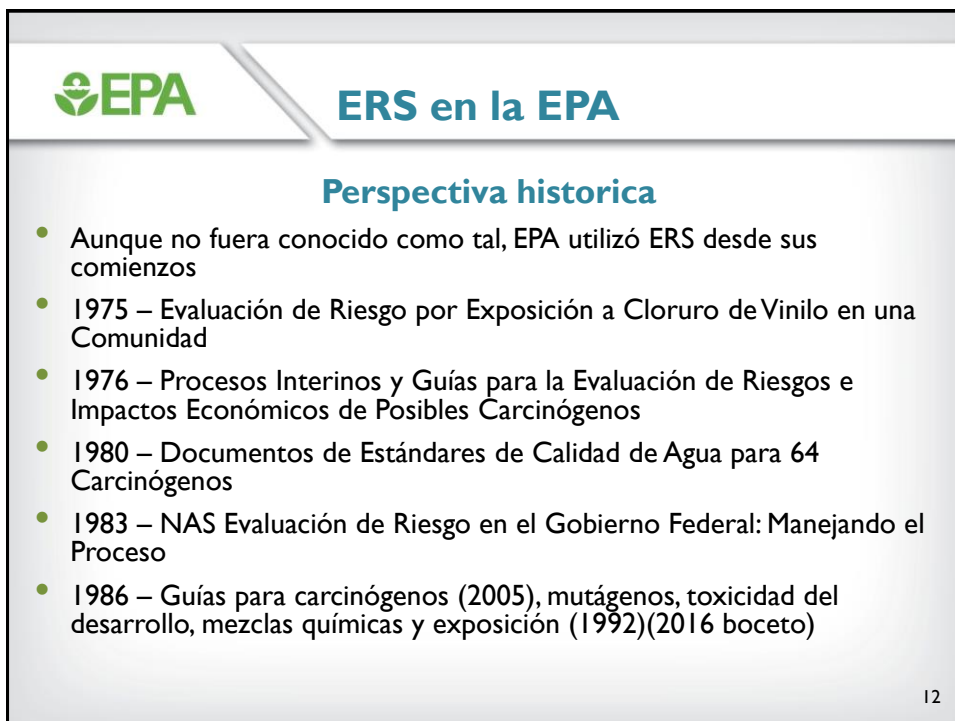 EPA
ERS en la EPA
Perspectiva historica
• Aunque no fuera conocido como tal, EPA utilizó ERS desde sus
comienzos
• 1975 – Evaluación de Riesgo por Exposición a Cloruro de Vinilo en una
Comunidad
• 1976 – Procesos Interinos y Guías para la Evaluación de Riesgos e
Impactos Económicos de Posibles Carcinógenos
• 1980 – Documentos de Estándares de Calidad de Agua para 64
Carcinógenos
• 1983 – NAS Evaluación de Riesgo en el Gobierno Federal: Manejando el
Proceso
• 1986 – Guías para carcinógenos (2005), mutágenos, toxicidad del
desarrollo, mezclas químicas y exposición (1992)(2016 boceto)
12